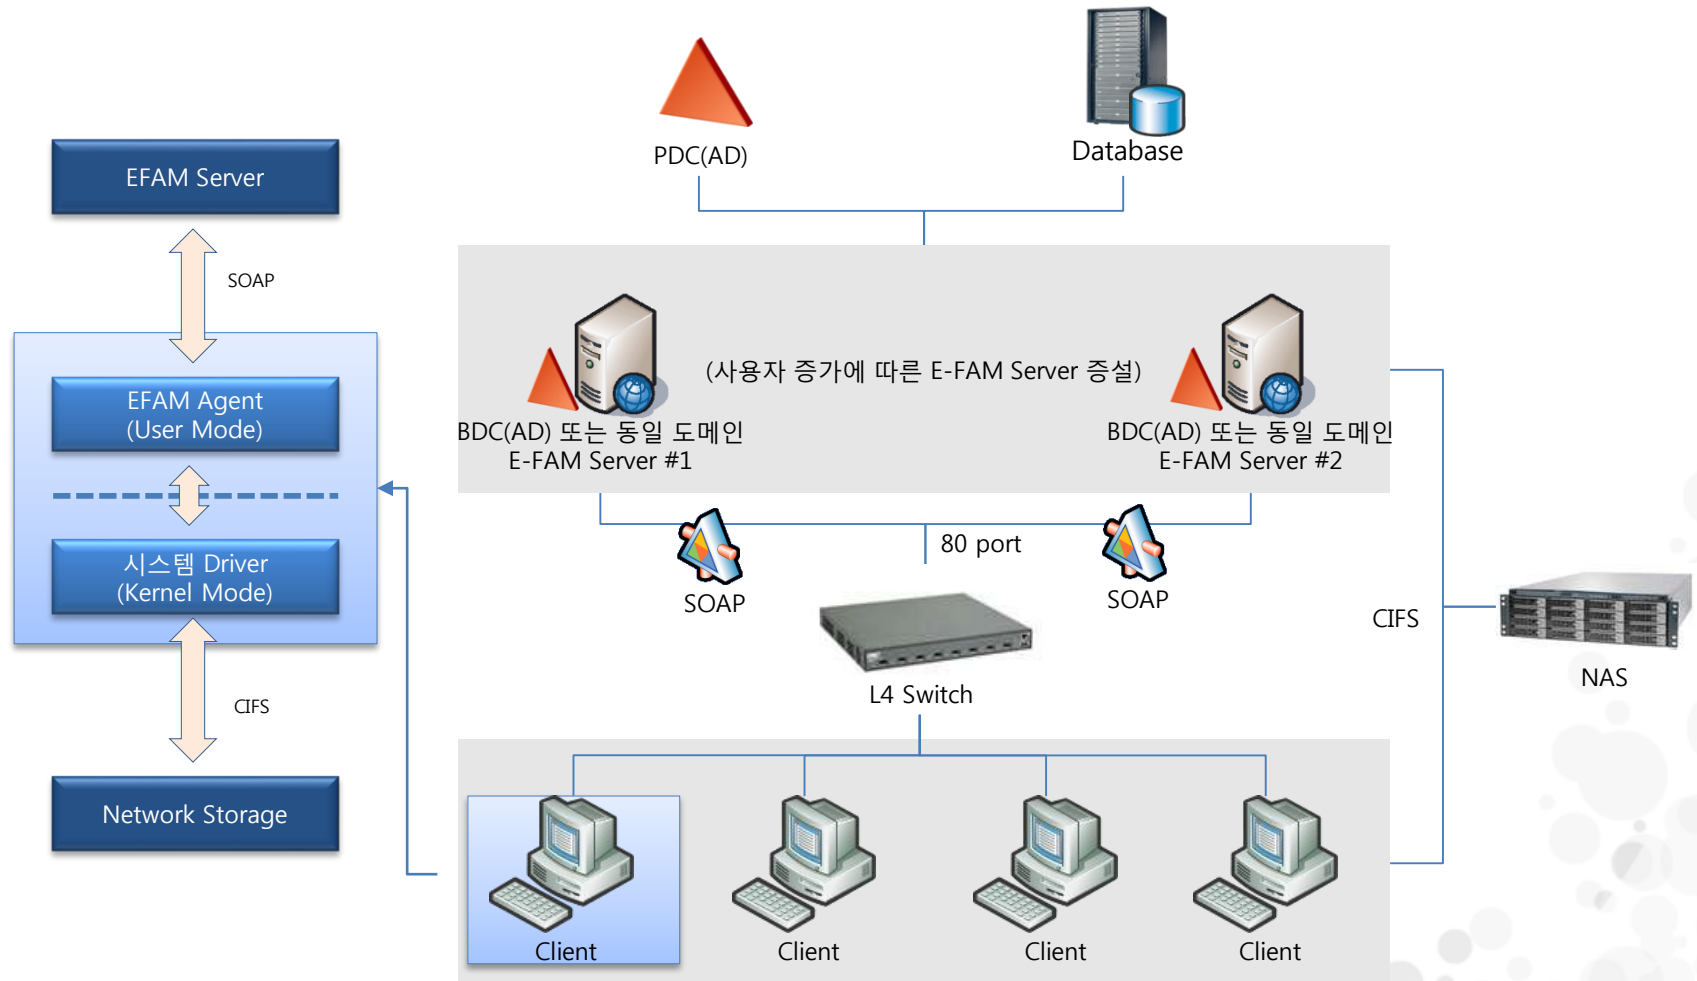 PDC(AD)
Database
EFAM Server
SOAP
EFAM Agent
(User Mode)
시스템 Driver
(Kernel Mode)
CIFS
Network Storage
(사용자 증가에 따른 E-FAM Server 증설)
BDC(AD) 또는 동일 도메인
E-FAM Server #1
BDC(AD) 또는 동일 도메인
E-FAM Server #2
80 port
SOAP
SOAP
L4 Switch
CIFS
NAS
Client
Client
Client
Client